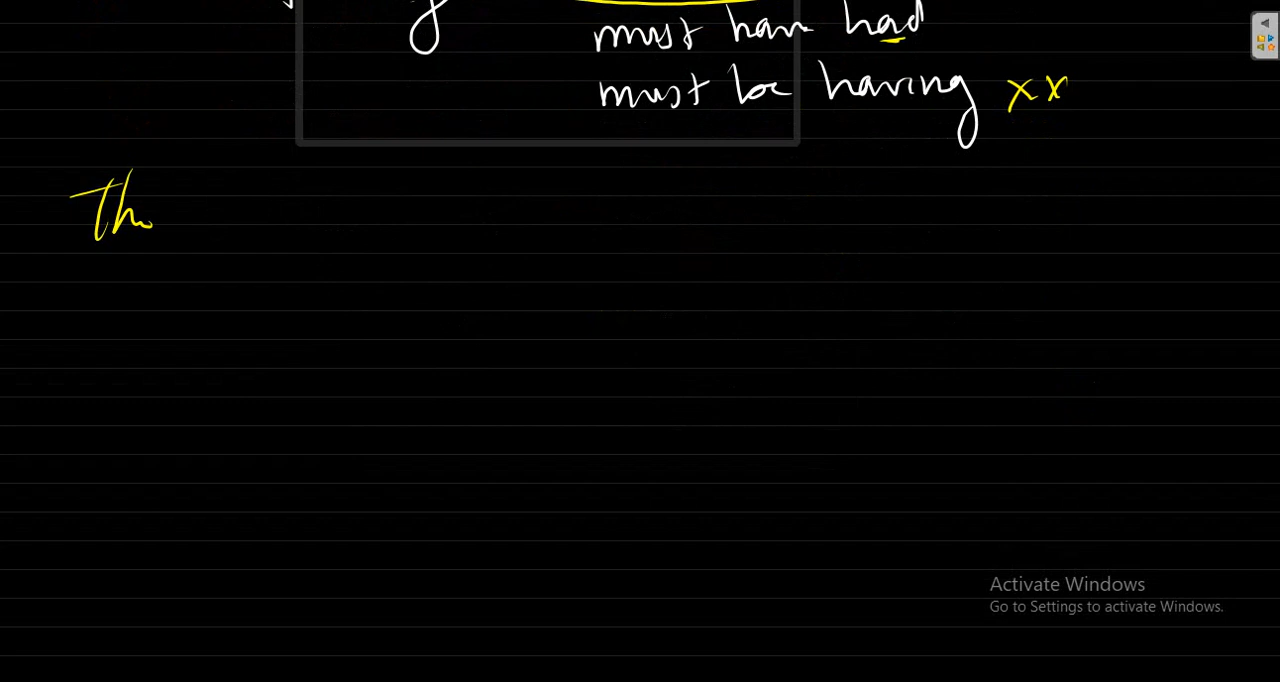 must have had
must be having xx
Th
Activate Windows
Go to Settings to activate Windows.